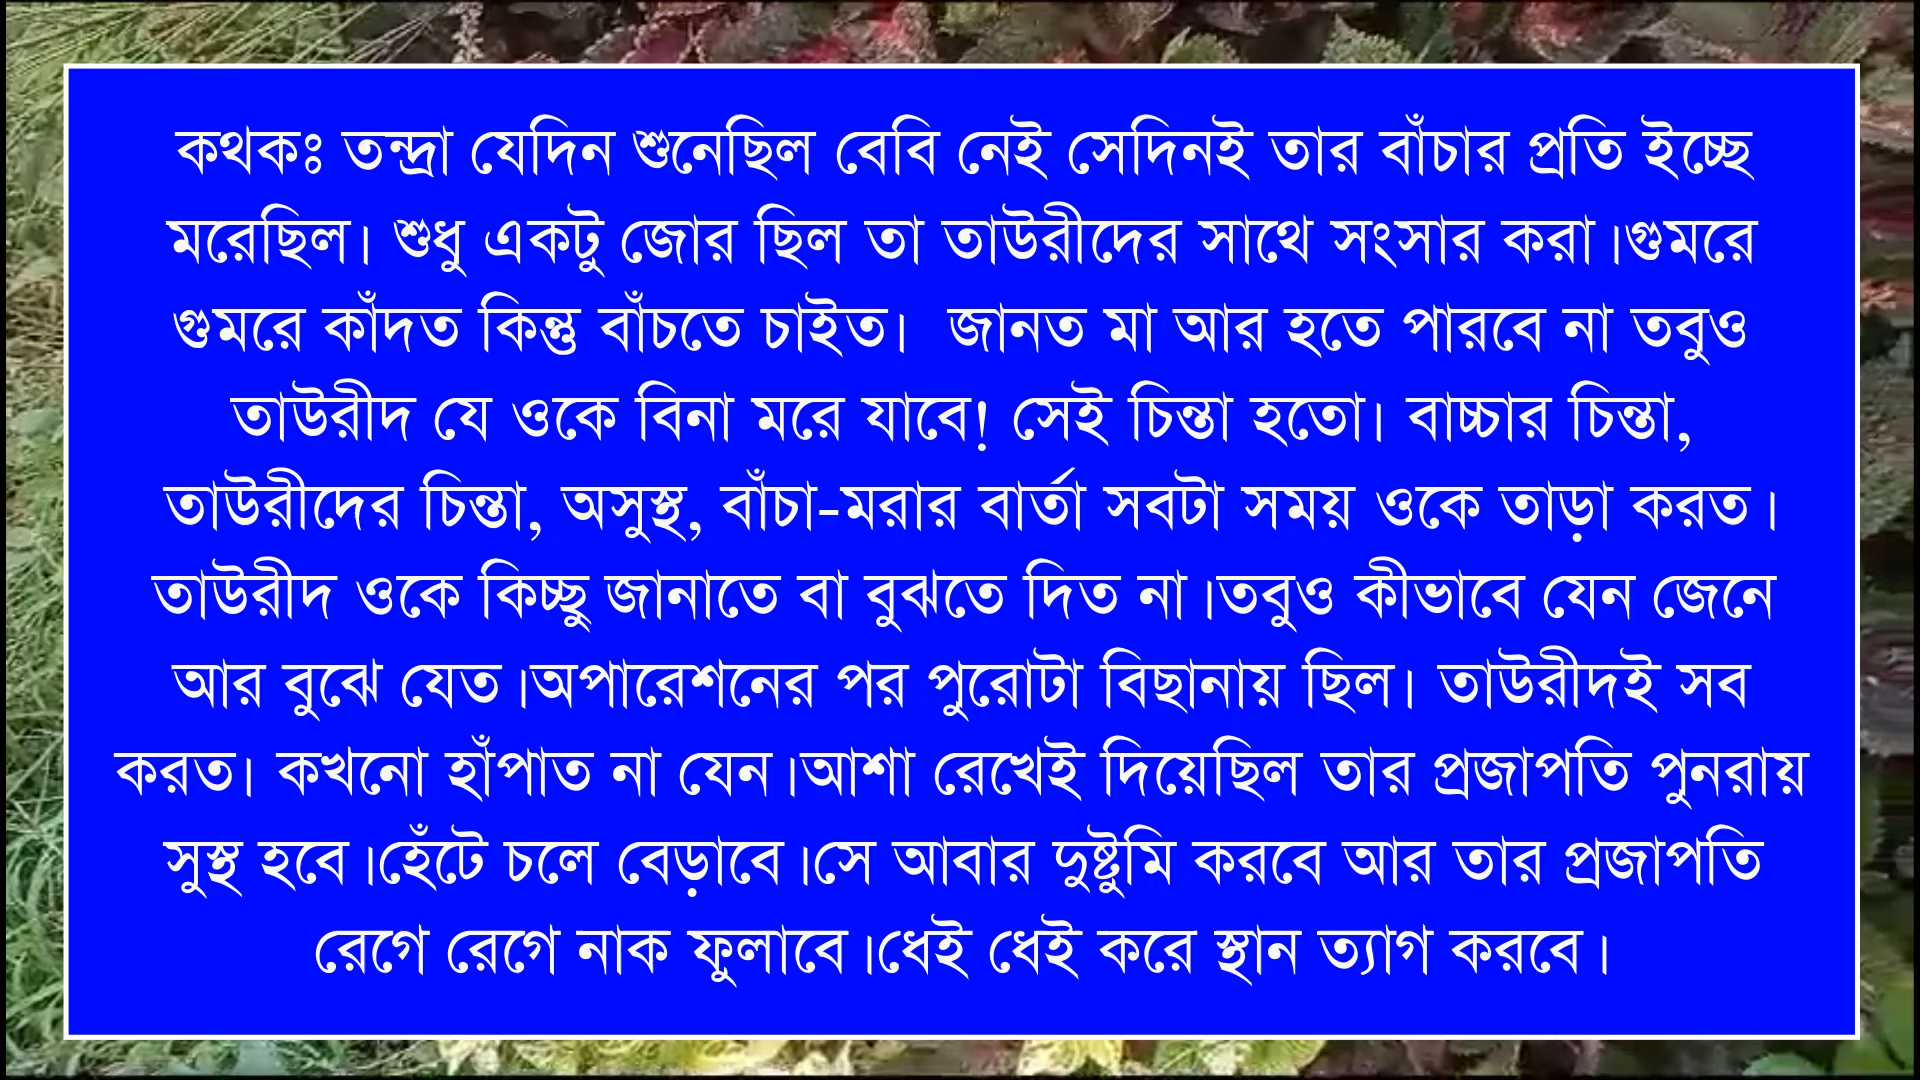 কথকঃ তন্দ্রা যেদিন শুনেছিল বেবি নেই সেদিনই তার বাঁচার প্রতি ইচ্ছে
মরেছিল। শুধু একটু জোর ছিল তা তাউরীদের সাথে সংসার করা।গুমরে
গুমরে কাঁদত কিন্তু বাঁচতে চাইত।  জানত মা আর হতে পারবে না তবুও
তাউরীদ যে ওকে বিনা মরে যাবে! সেই চিন্তা হতো। বাচ্চার চিন্তা,
তাউরীদের চিন্তা, অসুস্থ, বাঁচা-মরার বার্তা সবটা সময় ওকে তাড়া করত।
তাউরীদ ওকে কিচ্ছু জানাতে বা বুঝতে দিত না।তবুও কীভাবে যেন জেনে
আর বুঝে যেত।অপারেশনের পর পুরোটা বিছানায় ছিল। তাউরীদই সব
করত। কখনো হাঁপাত না যেন।আশা রেখেই দিয়েছিল তার প্রজাপতি পুনরায়
সুস্থ হবে।হেঁটে চলে বেড়াবে।সে আবার দুষ্টুমি করবে আর তার প্রজাপতি
রেগে রেগে নাক ফুলাবে।ধেই ধেই করে স্থান ত্যাগ করবে।